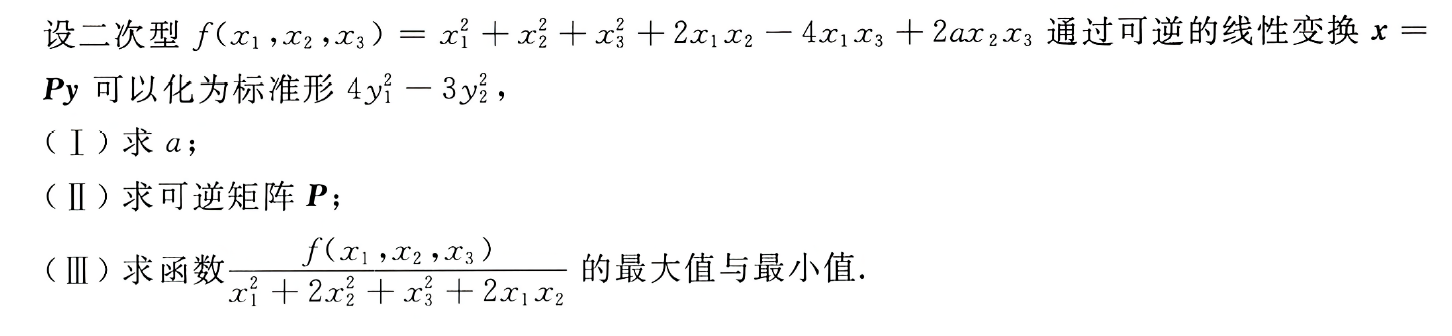 设二次型 f(x₁,x₂,x₃) = x₁² + x₂² + x₃² + 2x₁x₂ − 4x₁x₃ + 2ax₂x₃ 通过可逆的线性变换 x =
Py 可以化为标准形 4y₁² − 3y₂²,
(Ⅰ)求 a;
(Ⅱ)求可逆矩阵 P;
(Ⅲ)求函数 f(x₁,x₂,x₃) / (x₁² + 2x₂² + x₃² + 2x₁x₂) 的最大值与最小值.